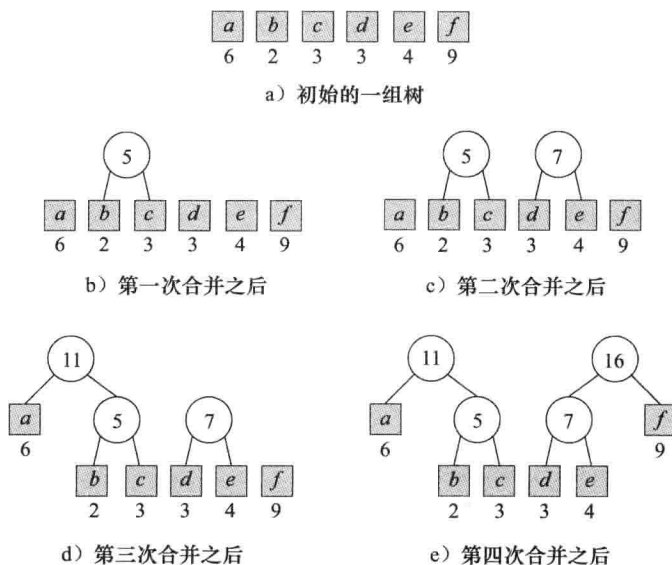 a b c d e f
6 2 3 3 4 9
a）初始的一组树
5
a b c d e f
6 2 3 3 4 9
b）第一次合并之后
5 7
a b c d e f
6 2 3 3 4 9
c）第二次合并之后
11
a 5 7
6
b c d e f
2 3 3 4 9
d）第三次合并之后
11 16
a 5 7 f
6 9
b c d e
2 3 3 4
e）第四次合并之后